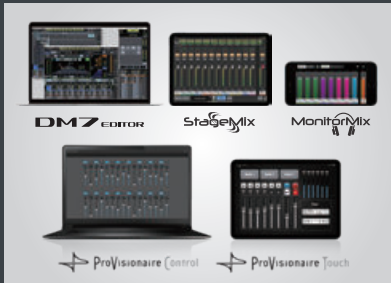 DM7 EDITOR
StageMix
MonitorMix
ProVisionaire Control
ProVisionaire Touch